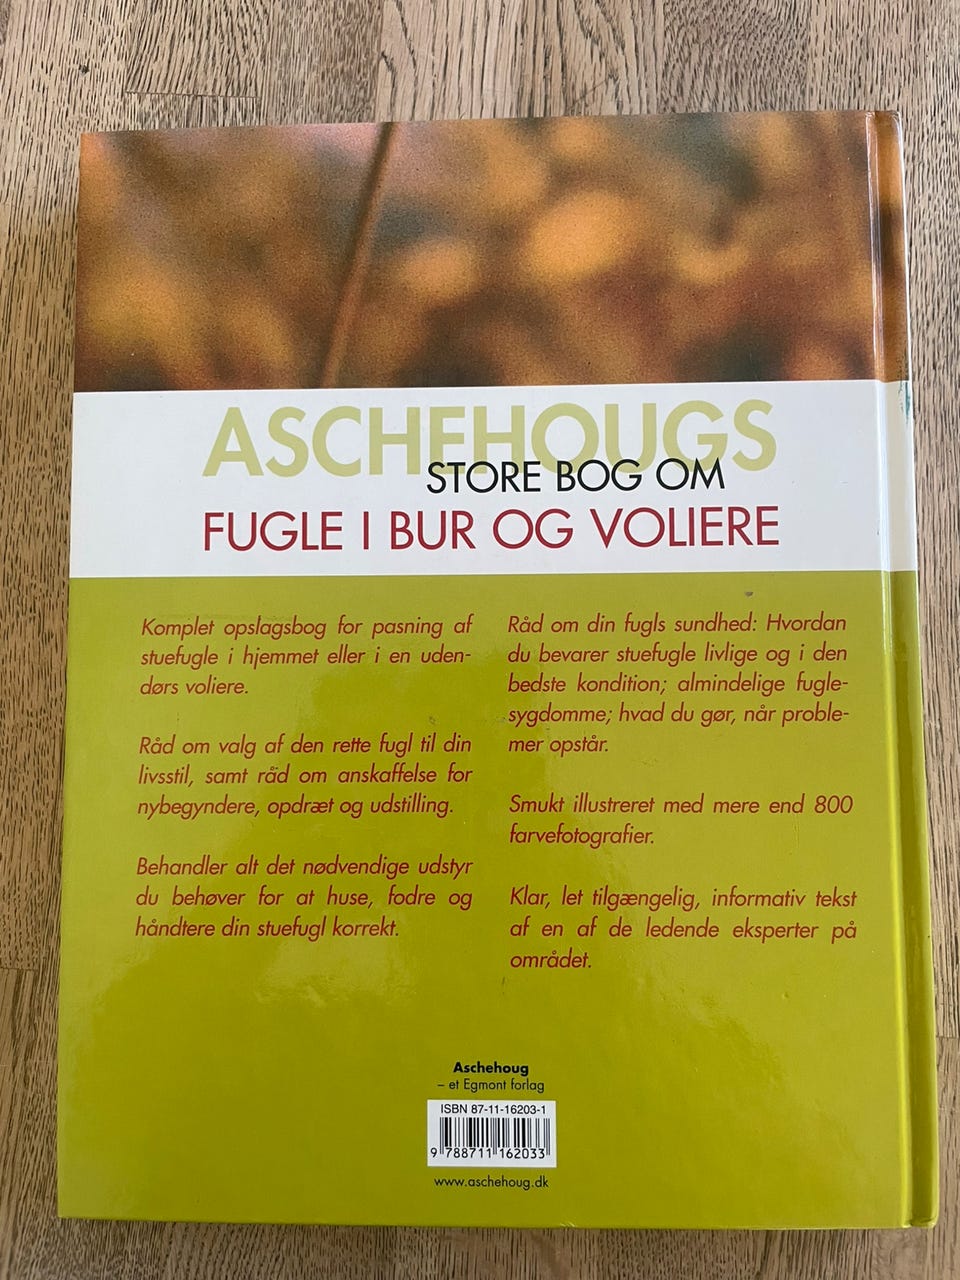 ASCHEHOUGS
STORE BOG OM
FUGLE I BUR OG VOLIERE
Komplet opslagsbog for pasning af
stuefugle i hjemmet eller i en uden-
dørs voliere.
Råd om valg af den rette fugl til din
livsstil, samt råd om anskaffelse for
nybegyndere, opdræt og udstilling.
Behandler alt det nødvendige udstyr
du behøver for at huse, fodre og
håndtere din stuefugl korrekt.
Råd om din fugls sundhed: Hvordan
du bevarer stuefugle livlige og i den
bedste kondition; almindelige fugle-
sygdomme; hvad du gør, når proble-
mer opstår.
Smukt illustreret med mere end 800
farvefotografier.
Klar, let tilgængelig, informativ tekst
af en af de ledende eksperter på
området.
Aschehoug
– et Egmont forlag
ISBN 87-11-16203-1
9 788711 162033
www.aschehoug.dk